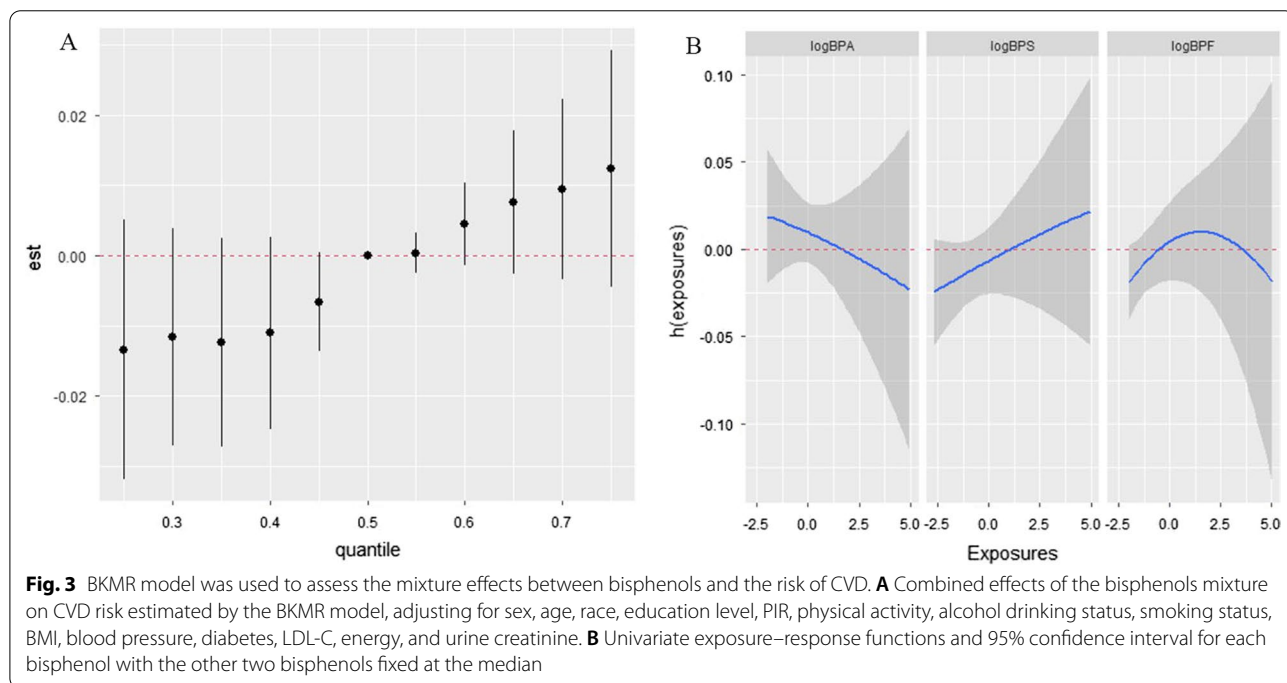 A
0.02
0.00
-0.02
est
0.3 0.4 0.5 0.6 0.7
quantile
B
logBPA logBPS logBPF
0.10
0.05
0.00
-0.05
-0.10
h(exposures)
-2.5 0.0 2.5 5.0 -2.5 0.0 2.5 5.0 -2.5 0.0 2.5 5.0
Exposures
Fig. 3 BKMR model was used to assess the mixture effects between bisphenols and the risk of CVD. A Combined effects of the bisphenols mixture
on CVD risk estimated by the BKMR model, adjusting for sex, age, race, education level, PIR, physical activity, alcohol drinking status, smoking status,
BMI, blood pressure, diabetes, LDL-C, energy, and urine creatinine. B Univariate exposure–response functions and 95% confidence interval for each
bisphenol with the other two bisphenols fixed at the median